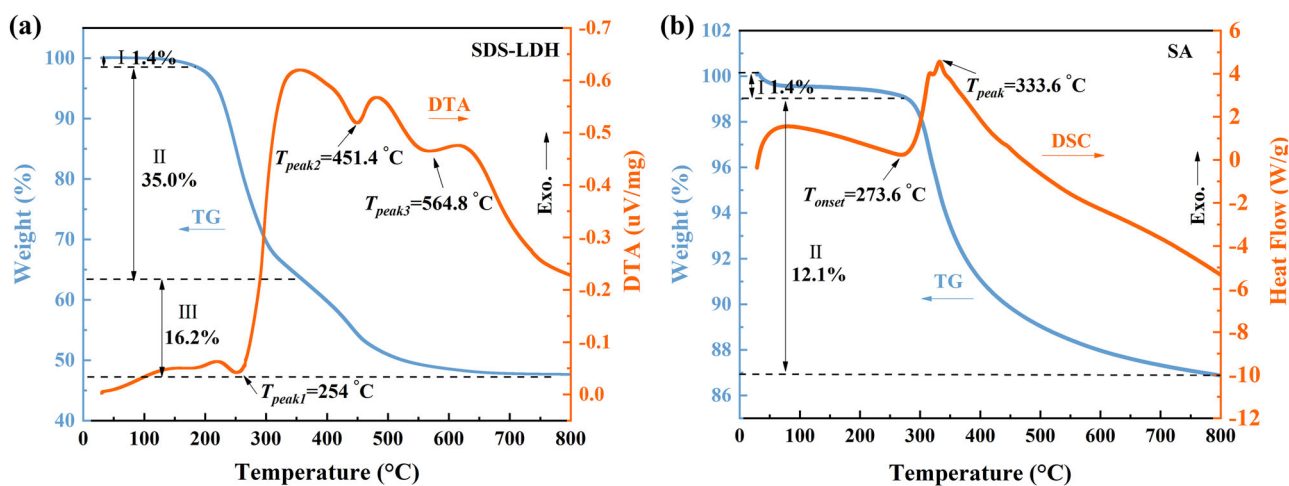 (a)
SDS-LDH
I 1.4%
II
35.0%
III
16.2%
TG
DTA
Exo.
Tpeak1=254 °C
Tpeak2=451.4 °C
Tpeak3=564.8 °C
Weight (%)
100
90
80
70
60
50
40
DTA (uV/mg)
-0.7
-0.6
-0.5
-0.4
-0.3
-0.2
-0.1
0.0
0
100
200
300
400
500
600
700
800
Temperature (°C)
(b)
SA
I 1.4%
II
12.1%
TG
DSC
Exo.
Tpeak=333.6 °C
Tonset=273.6 °C
Weight (%)
102
100
98
96
94
92
90
88
86
Heat Flow (W/g)
6
4
2
0
-2
-4
-6
-8
-10
-12
0
100
200
300
400
500
600
700
800
Temperature (°C)